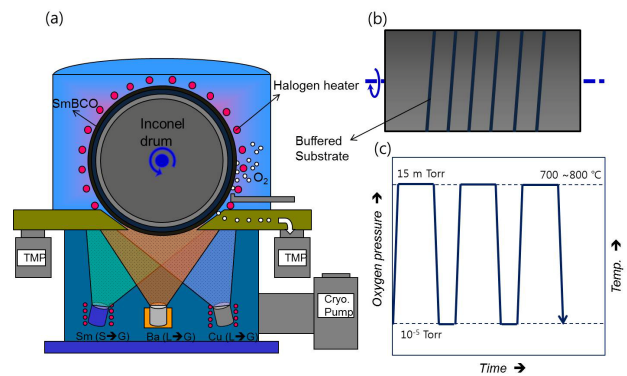 (a)
SmBCO
Halogen heater
Inconel
drum
O2
TMP
TMP
Cryo.
Pump
Sm (S➔G)
Ba (L➔G)
Cu (L➔G)
(b)
Buffered
Substrate
(c)
15 m Torr
700 ~800 ℃
Oxygen pressure ➔
Temp. ➔
10-5 Torr
Time ➔